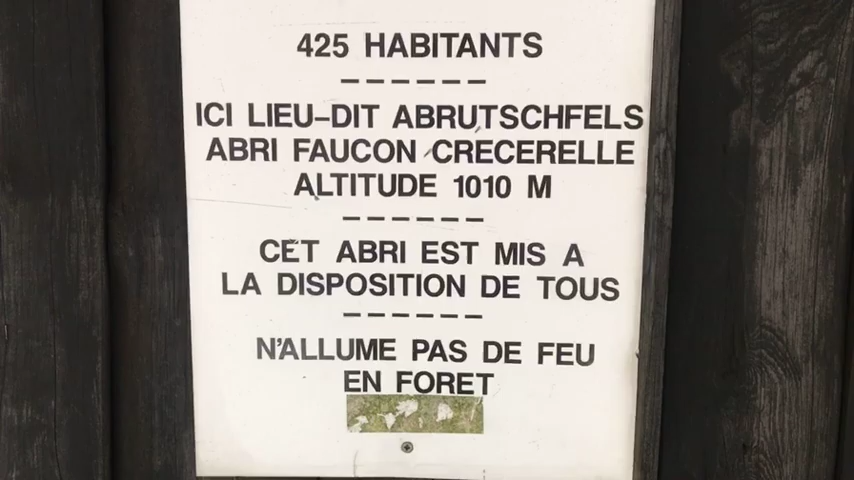 425 HABITANTS
– – – – – – –
ICI LIEU–DIT ABRUTSCHFELS
ABRI FAUCON CRECERELLE
ALTITUDE 1010 M
– – – – – – –
CET ABRI EST MIS A
LA DISPOSITION DE TOUS
– – – – – – –
N'ALLUME PAS DE FEU
EN FORET